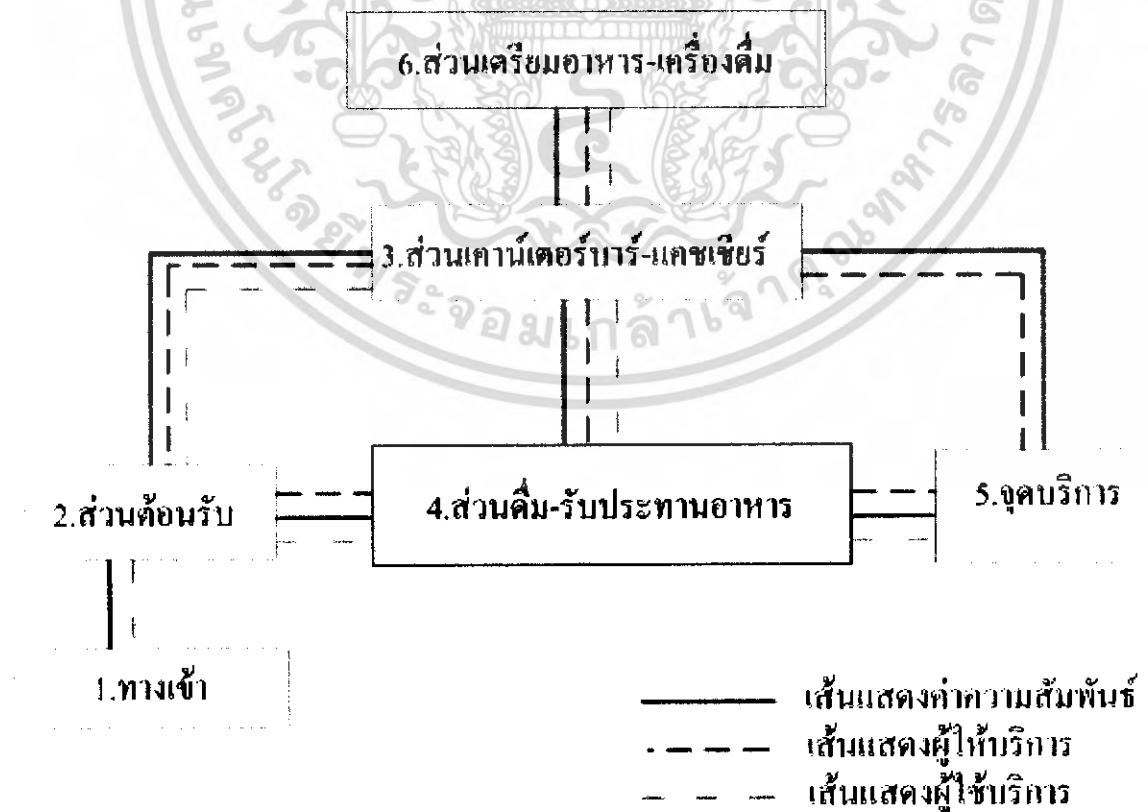 6.ส่วนเตรียมอาหาร-เครื่องดื่ม
3.ส่วนเคาน์เตอร์บาร์-แคชเชียร์
2.ส่วนต้อนรับ
4.ส่วนดื่ม-รับประทานอาหาร
5.จุดบริการ
1.ทางเข้า
เส้นแสดงค่าความสัมพันธ์
เส้นแสดงผู้ให้บริการ
เส้นแสดงผู้ใช้บริการ